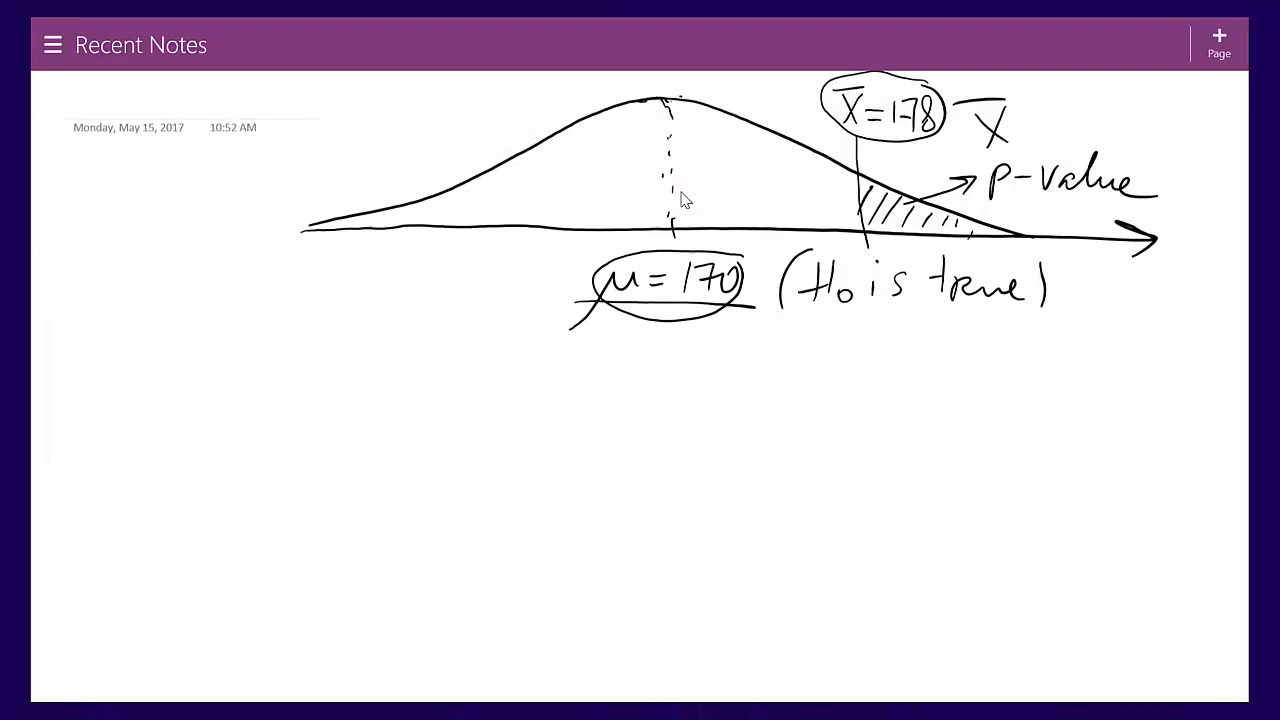 Recent Notes
+
Page
Monday, May 15, 2017 10:52 AM
X̅ = 178
X̅
p-value
μ = 170 (H₀ is true)